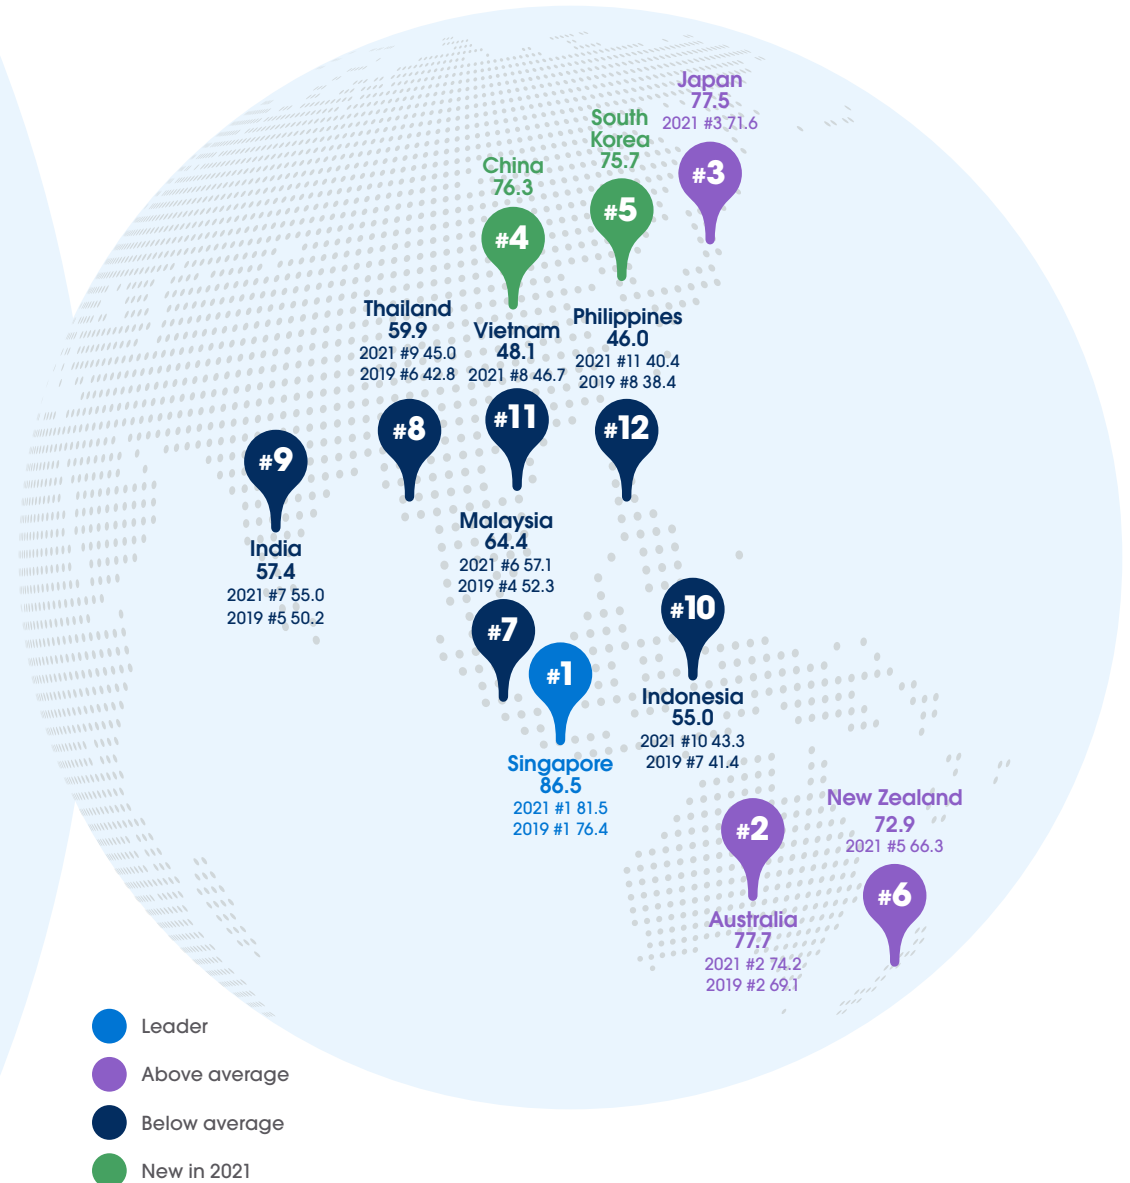 Japan
77.5
2021 #3 71.6
#3
South
Korea
75.7
#5
China
76.3
#4
Thailand
59.9
2021 #9 45.0
2019 #6 42.8
#8
Vietnam
48.1
2021 #8 46.7
#11
Philippines
46.0
2021 #11 40.4
2019 #8 38.4
#12
#9
India
57.4
2021 #7 55.0
2019 #5 50.2
Malaysia
64.4
2021 #6 57.1
2019 #4 52.3
#7
#1
Singapore
86.5
2021 #1 81.5
2019 #1 76.4
#10
Indonesia
55.0
2021 #10 43.3
2019 #7 41.4
#2
Australia
77.7
2021 #2 74.2
2019 #2 69.1
New Zealand
72.9
2021 #5 66.3
#6
Leader
Above average
Below average
New in 2021